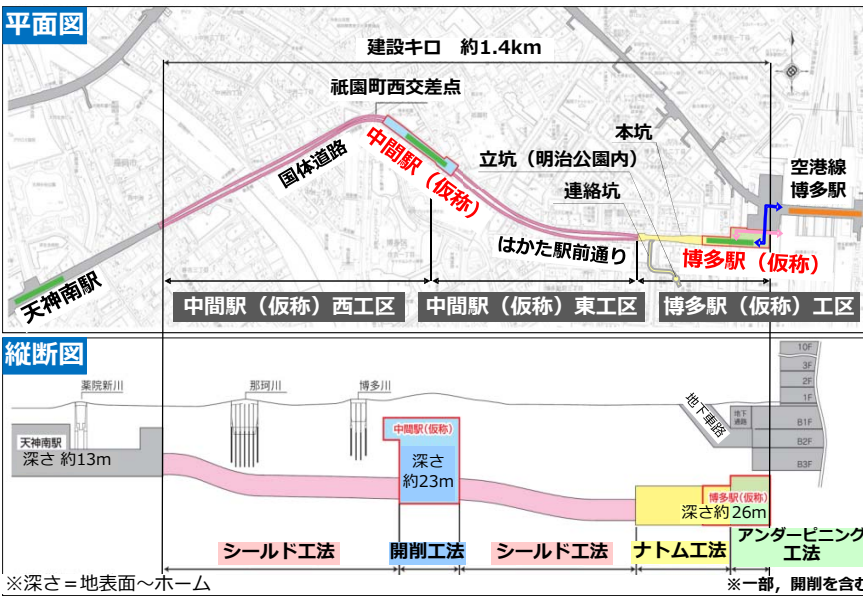 平面図
建設キロ 約1.4km
祇園町西交差点
国体道路
中間駅（仮称）
本坑
立坑（明治公園内）
連絡坑
空港線
博多駅
はかた駅前通り
博多駅（仮称）
天神南駅
中間駅（仮称）西工区
中間駅（仮称）東工区
博多駅（仮称）工区
縦断図
薬院新川
那珂川
博多川
天神南駅
深さ 約13m
中間駅(仮称)
深さ
約23m
地下車路
地下
通路
10F
3F
2F
1F
B1F
B2F
B3F
博多駅(仮称)
深さ約26m
シールド工法
開削工法
シールド工法
ナトム工法
アンダーピニング
工法
※深さ＝地表面～ホーム
※一部，開削を含む